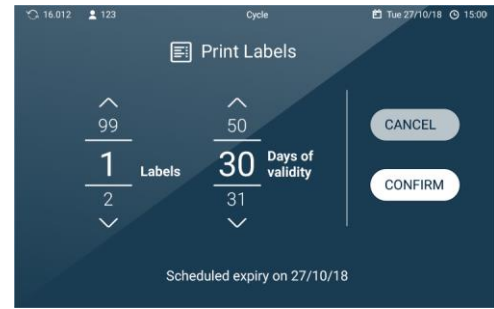 16.012 123 Cycle Tue 27/10/18 15:00
Print Labels
99 50
1 Labels 30 Days of validity
2 31
CANCEL
CONFIRM
Scheduled expiry on 27/10/18